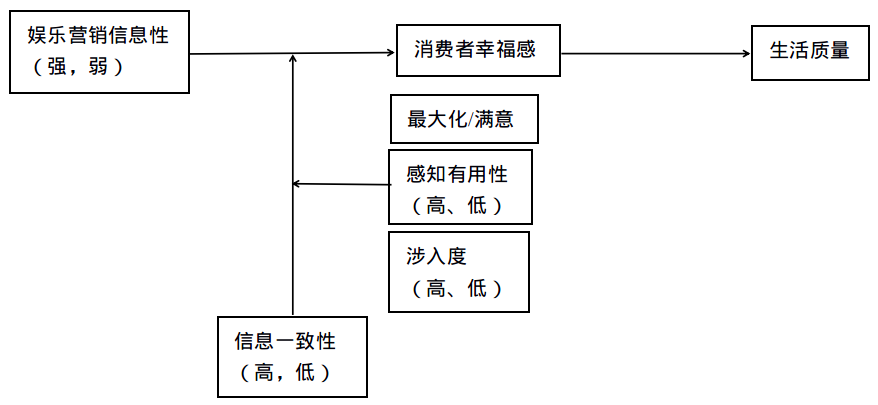 娱乐营销信息性
（强，弱）
消费者幸福感
生活质量
最大化/满意
感知有用性
（高、低）
涉入度
（高、低）
信息一致性
（高，低）